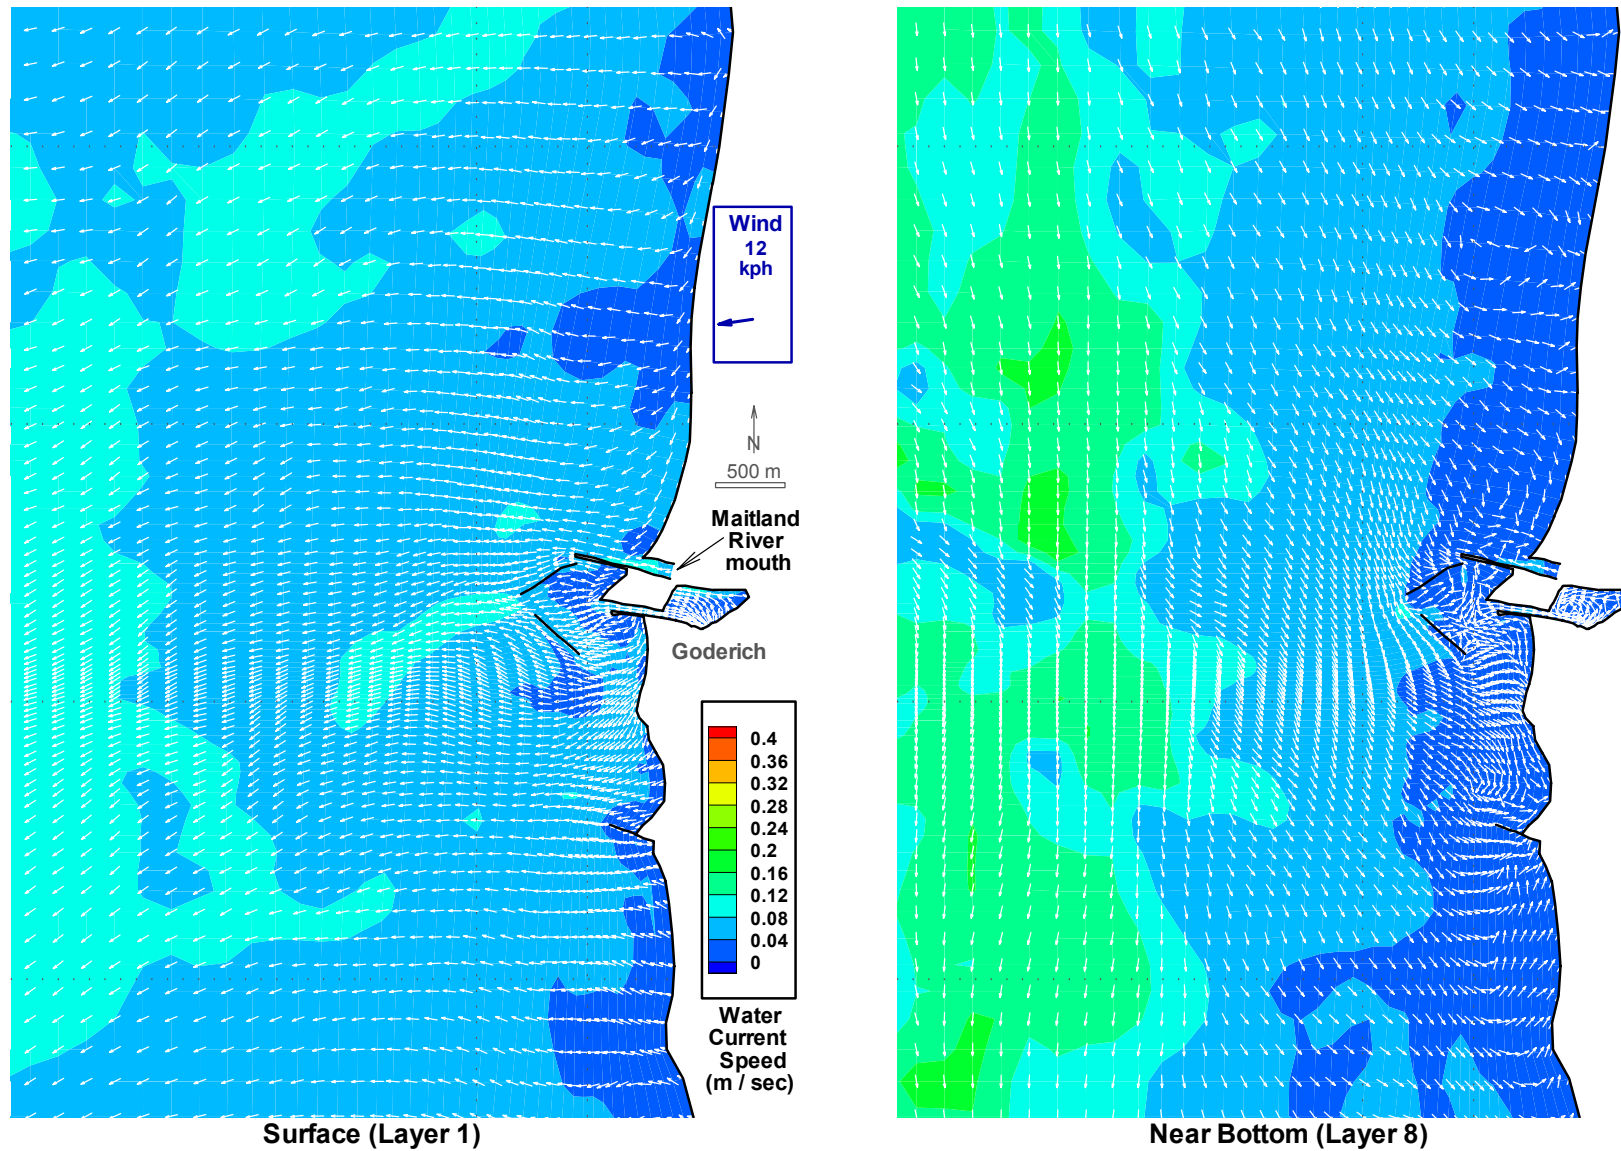 Wind
12
kph
N
500 m
Maitland
River
mouth
Goderich
0.4
0.36
0.32
0.28
0.24
0.2
0.16
0.12
0.08
0.04
0
Water
Current
Speed
(m / sec)
Surface (Layer 1)
Near Bottom (Layer 8)